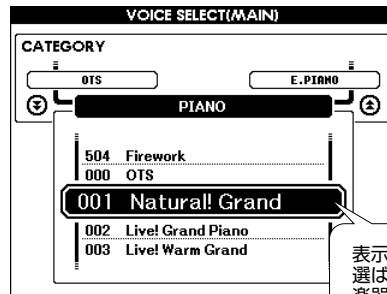 VOICE SELECT(MAIN)
CATEGORY
OTS
E.PIANO
PIANO
504 Firework
000 OTS
001 Natural! Grand
002 Live! Grand Piano
003 Live! Warm Grand
表示
選ば